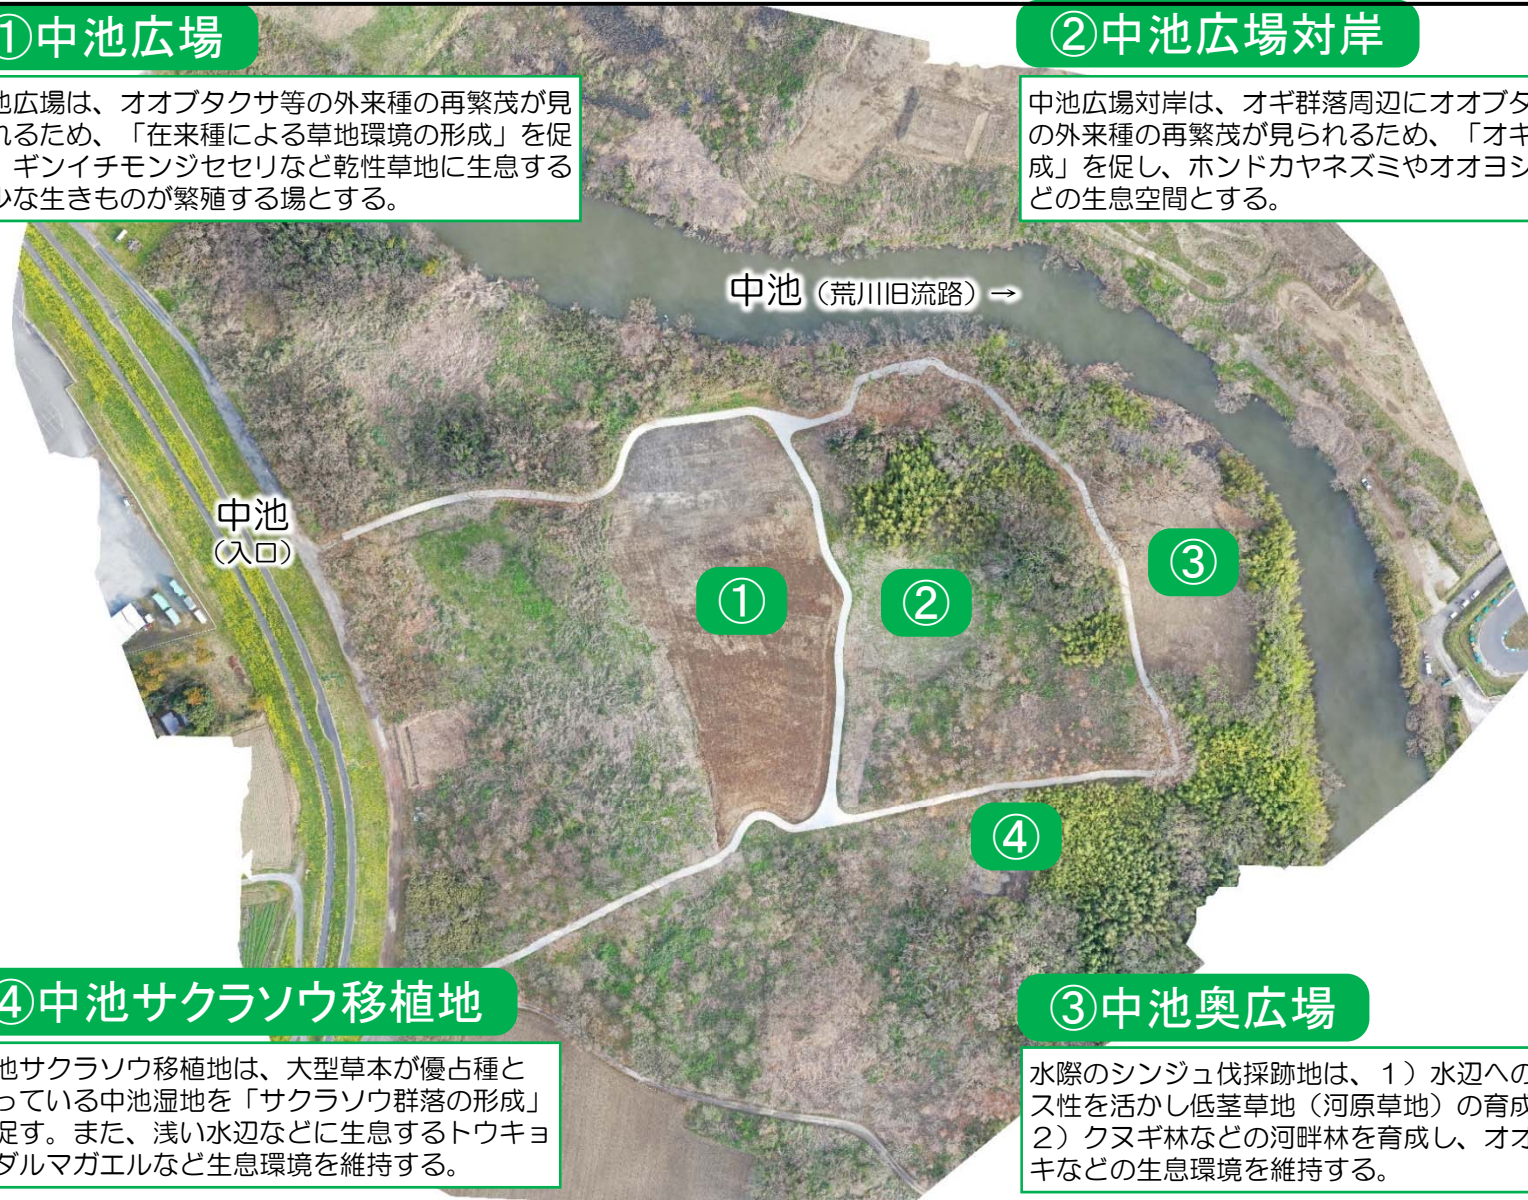 ①中池広場
池広場は、オオブタクサ等の外来種の再繁茂が見
れるため、「在来種による草地環境の形成」を促
ギンイチモンジセセリなど乾性草地に生息する
少な生きものが繁殖する場とする。
②中池広場対岸
中池広場対岸は、オギ群落周辺にオオブタ
の外来種の再繁茂が見られるため、「オギ
成」を促し、ホンドカヤネズミやオオヨシ
どの生息空間とする。
中池（荒川旧流路）→
中池
（入口）
①
②
③
④
④中池サクラソウ移植地
池サクラソウ移植地は、大型草本が優占種と
っている中池湿地を「サクラソウ群落の形成」
促す。また、浅い水辺などに生息するトウキョ
ダルマガエルなど生息環境を維持する。
③中池奥広場
水際のシンジュ伐採跡地は、１）水辺への
ス性を活かし低茎草地（河原草地）の育成
２）クヌギ林などの河畔林を育成し、オオ
キなどの生息環境を維持する。